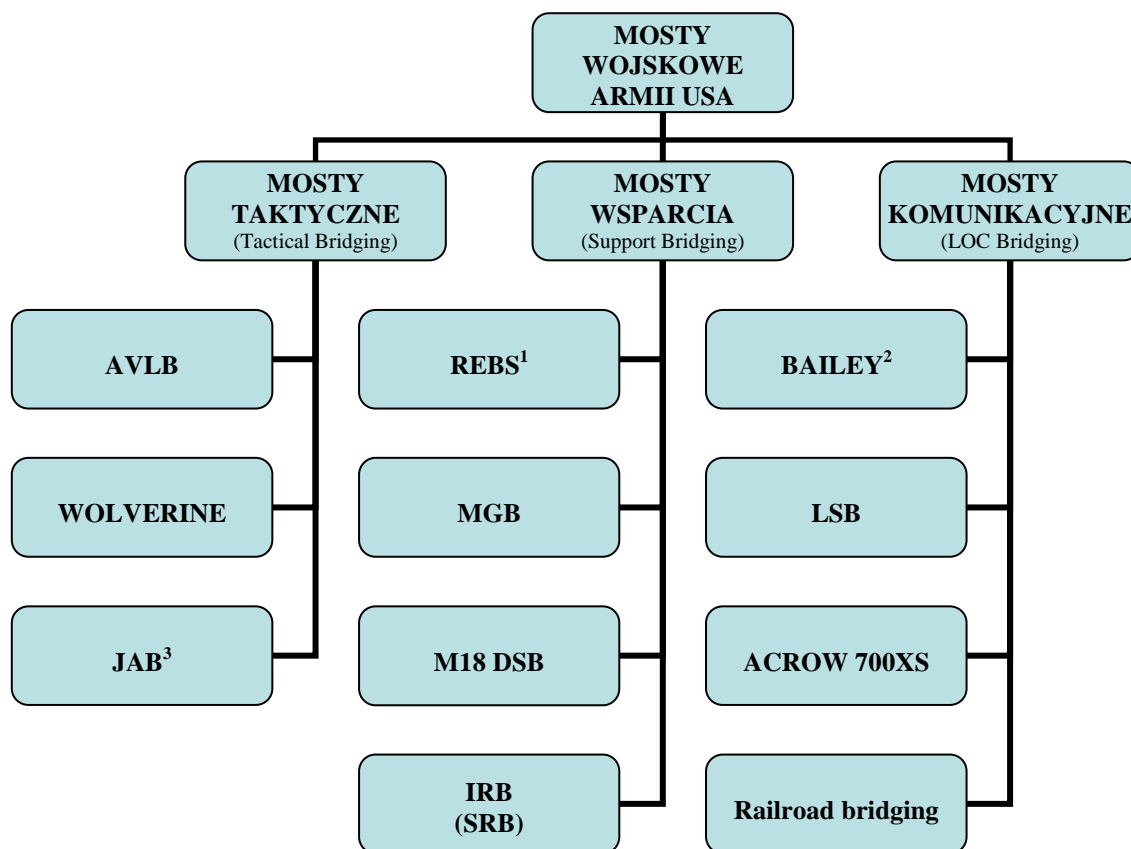 MOSTY
WOJSKOWE
ARMII USA
MOSTY
TAKTYCZNE
(Tactical Bridging)
MOSTY
WSPARCIA
(Support Bridging)
MOSTY
KOMUNIKACYJNE
(LOC Bridging)
AVLB
REBS¹
BAILEY²
WOLVERINE
MGB
LSB
JAB³
M18 DSB
ACROW 700XS
IRB
(SRB)
Railroad bridging